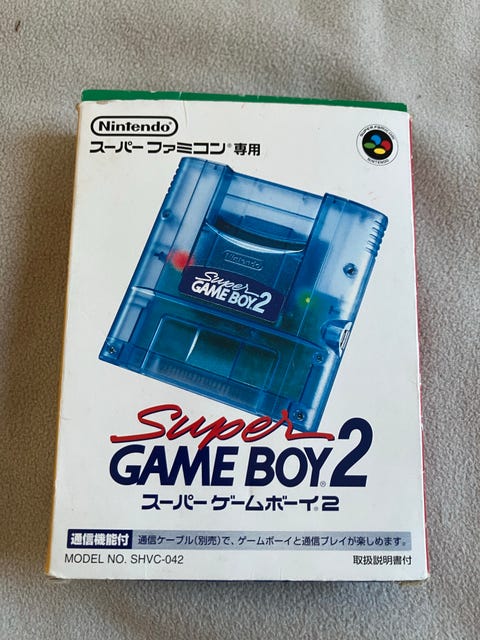 Nintendo
スーパーファミコン®専用
SUPER FAMICOM
NINTENDO
Nintendo
Super
GAME BOY 2
Super
GAME BOY® 2
スーパーゲームボーイ®2
通信機能付 通信ケーブル(別売)で、ゲームボーイと通信プレイが楽しめます。
MODEL NO. SHVC-042 取扱説明書付